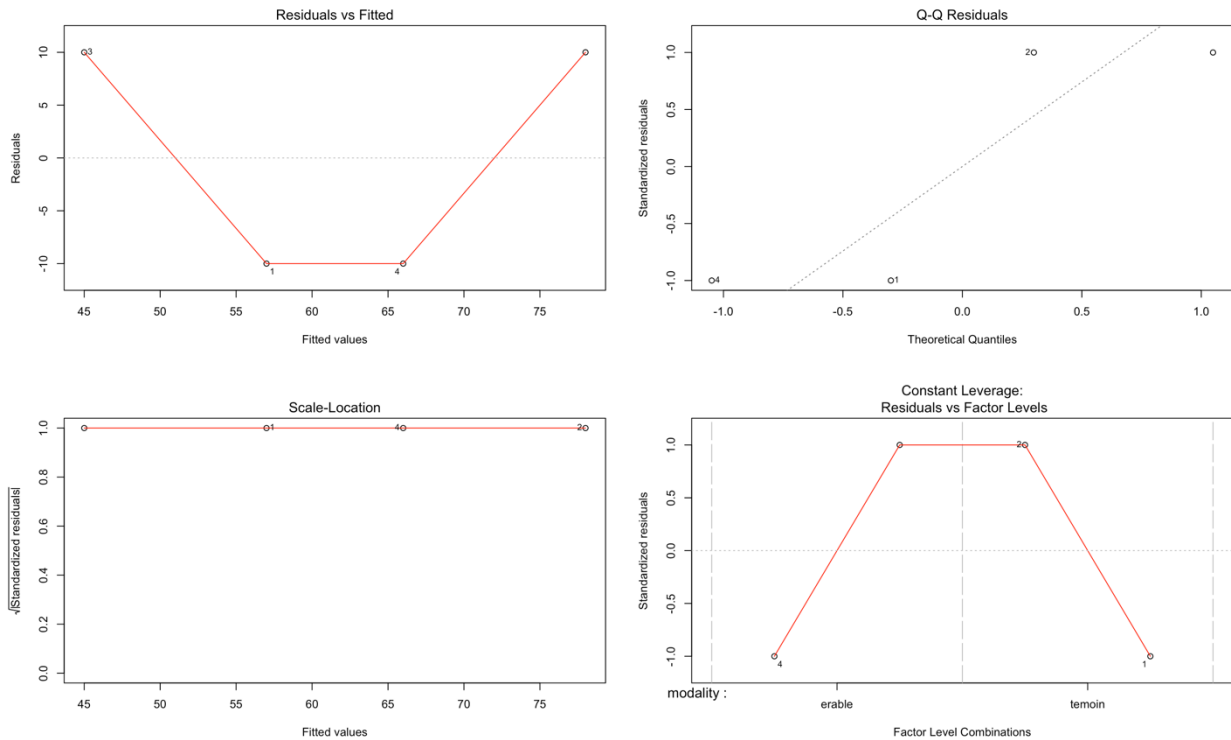 Residuals vs Fitted
Residuals
10
5
0
-5
-10
3
1
4
45 50 55 60 65 70 75
Fitted values
Q-Q Residuals
Standardized residuals
1.0
0.5
0.0
-0.5
-1.0
2
4
1
-1.0 -0.5 0.0 0.5 1.0
Theoretical Quantiles
Scale-Location
√|Standardized residuals|
1.0
0.8
0.6
0.4
0.2
0.0
1
4
2
45 50 55 60 65 70 75
Fitted values
Constant Leverage:
Residuals vs Factor Levels
Standardized residuals
1.0
0.5
0.0
-0.5
-1.0
2
4
1
modality :
erable temoin
Factor Level Combinations